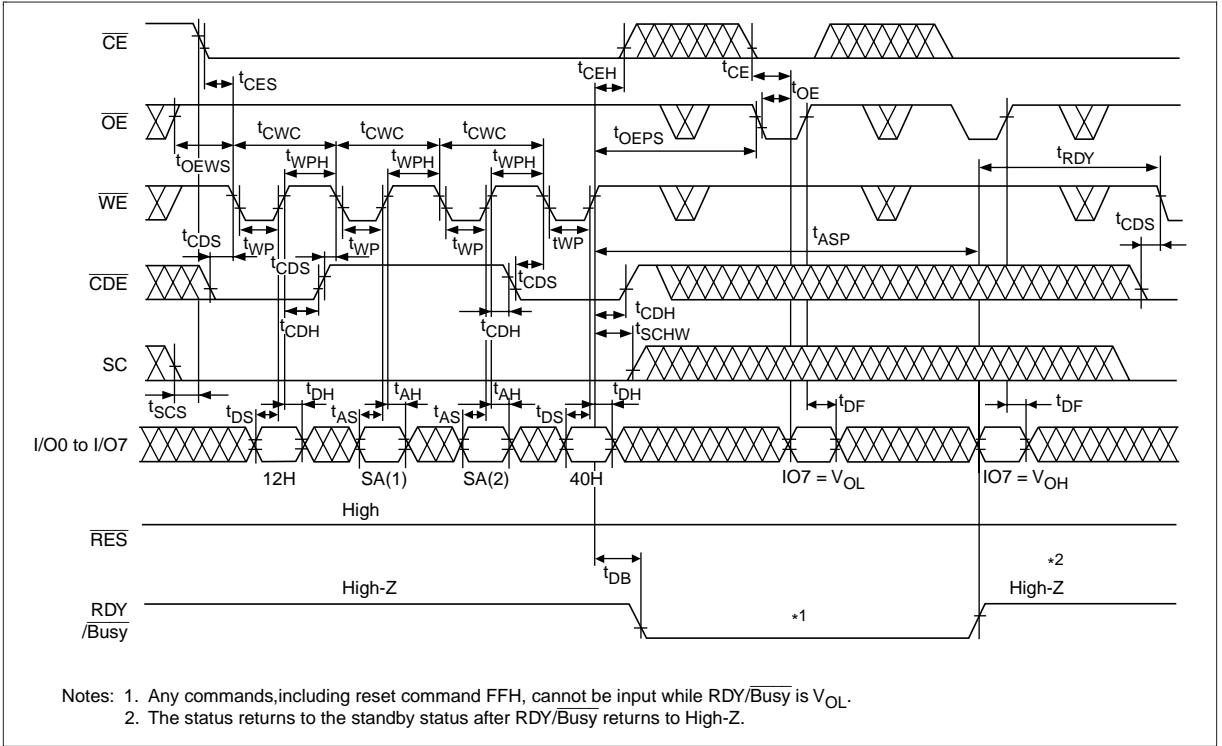 CE
tCES
tCEH
tCE
tOE
OE
tOEWS
tCWC
tCWC
tCWC
tWPH
tWPH
tWPH
tOEPS
tRDY
WE
tCDS
tWP
tCDS
tWP
tWP
tWP
tASP
tCDS
tCDS
CDE
tCDH
tCDH
tCDH
tSCHW
SC
tSCS
tDS
tDH
tAS
tAH
tAS
tAH
tDS
tDH
tDF
tDF
I/O0 to I/O7
12H
SA(1)
SA(2)
40H
IO7 = VOL
IO7 = VOH
High
RES
tDB
*2
High-Z
High-Z
RDY
/Busy
*1
Notes: 1. Any commands,including reset command FFH, cannot be input while RDY/Busy is VOL.
2. The status returns to the standby status after RDY/Busy returns to High-Z.